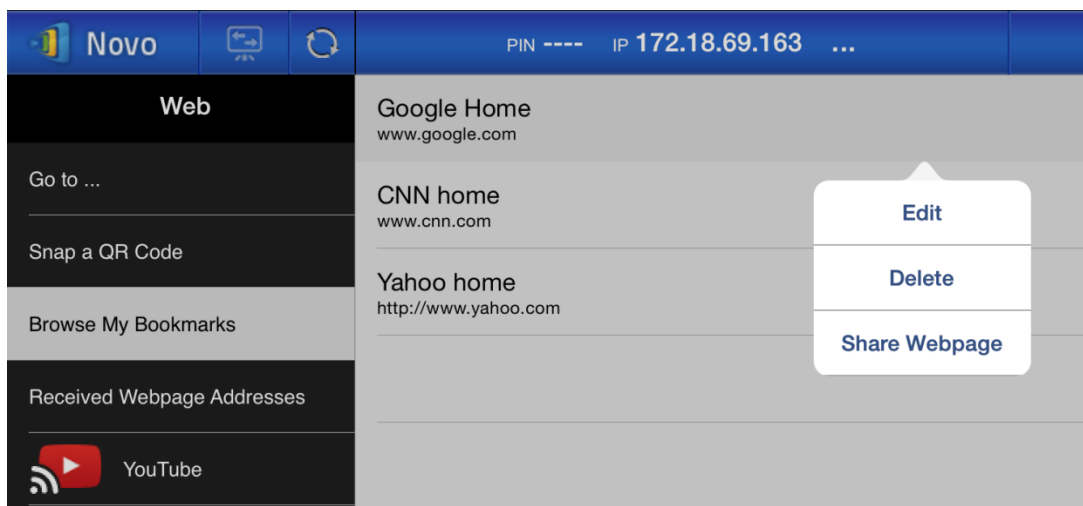 Novo
PIN ---- IP 172.18.69.163 ...
Web
Go to ...
Snap a QR Code
Browse My Bookmarks
Received Webpage Addresses
YouTube
Google Home
www.google.com
CNN home
www.cnn.com
Yahoo home
http://www.yahoo.com
Edit
Delete
Share Webpage